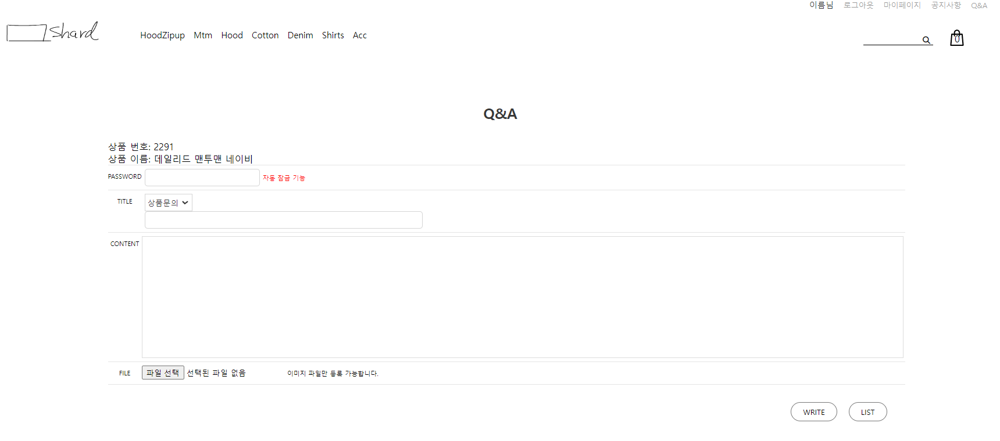 이름님 로그아웃 마이페이지 공지사항 Q&A
Shard HoodZipup Mtm Hood Cotton Denim Shirts Acc 0
Q&A
상품 번호: 2291
상품 이름: 데일리드 맨투맨 네이비
PASSWORD 자동 잠금 기능
TITLE 상품문의
CONTENT
FILE 파일 선택 선택된 파일 없음 이미지 파일만 등록 가능합니다.
WRITE LIST